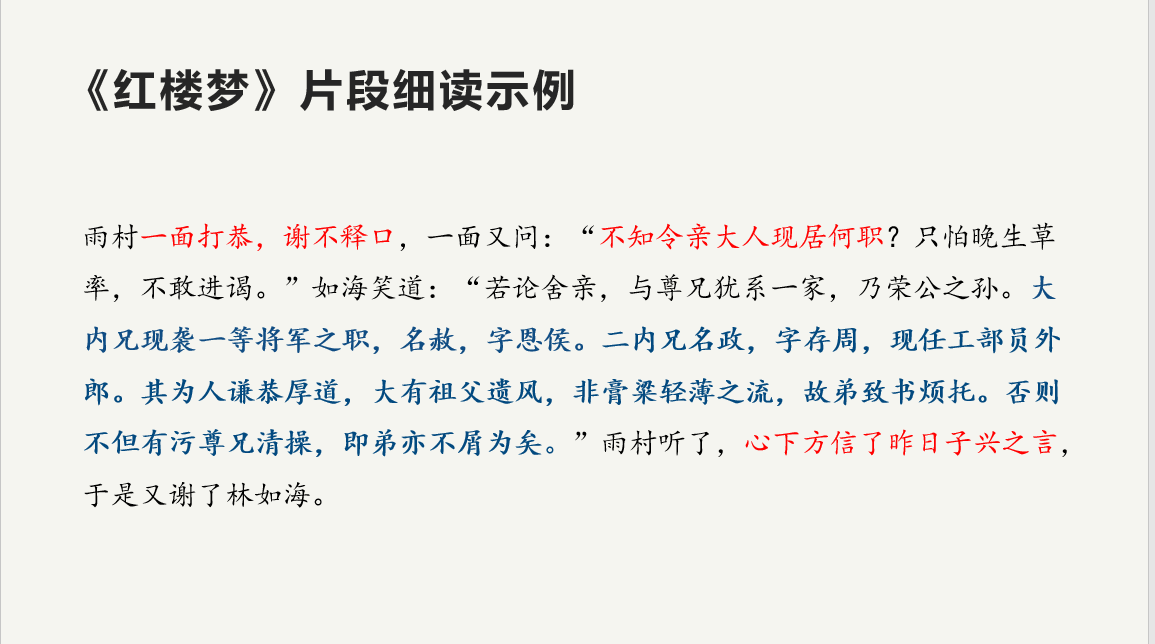 《红楼梦》片段细读示例
雨村一面打恭，谢不释口，一面又问：“不知令亲大人现居何职？只怕晚生草
率，不敢进谒。”如海笑道：“若论舍亲，与尊兄犹系一家，乃荣公之孙。大
内兄现袭一等将军之职，名赦，字恩侯。二内兄名政，字存周，现任工部员外
郎。其为人谦恭厚道，大有祖父遗风，非膏粱轻薄之流，故弟致书烦托。否则
不但有污尊兄清操，即弟亦不屑为矣。”雨村听了，心下方信了昨日子兴之言，
于是又谢了林如海。